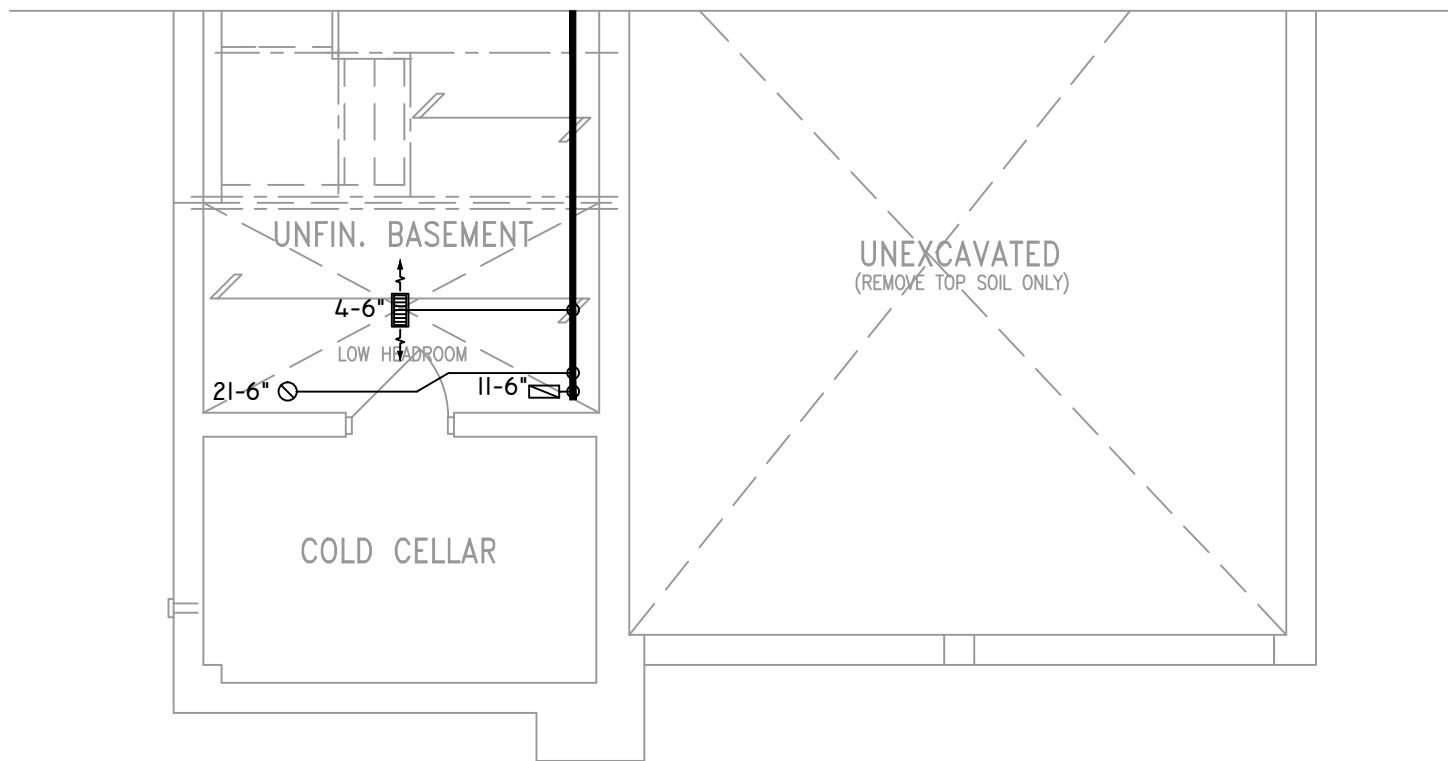 UNFIN. BASEMENT
UNEXCAVATED
(REMOVE TOP SOIL ONLY)
4-6"
LOW HEADROOM
21-6"
11-6"
COLD CELLAR